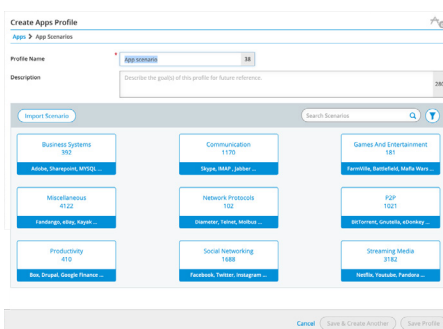 Create Apps Profile
Apps > App Scenarios
Profile Name * App scenario 38
Description Describe the goal(s) of this profile for future reference. 280
Import Scenario Search Scenarios
Business Systems Communication Games And Entertainment
392 1170 181
Adobe, Sharepoint, MYSQL ... Skype, IMAP , Jabber ... FarmVille, Battlefield, Mafia Wars ...
Miscellaneous Network Protocols P2P
4122 102 1021
Fandango, eBay, Kayak ... Diameter, Telnet, Modbus ... BitTorrent, Gnutella, eDonkey ...
Productivity Social Networking Streaming Media
410 1688 3182
Box, Drupal, Google Finance ... Facebook, Twitter, Instagram ... Netflix, Youtube, Pandora ...
Cancel Save & Create Another Save Profile